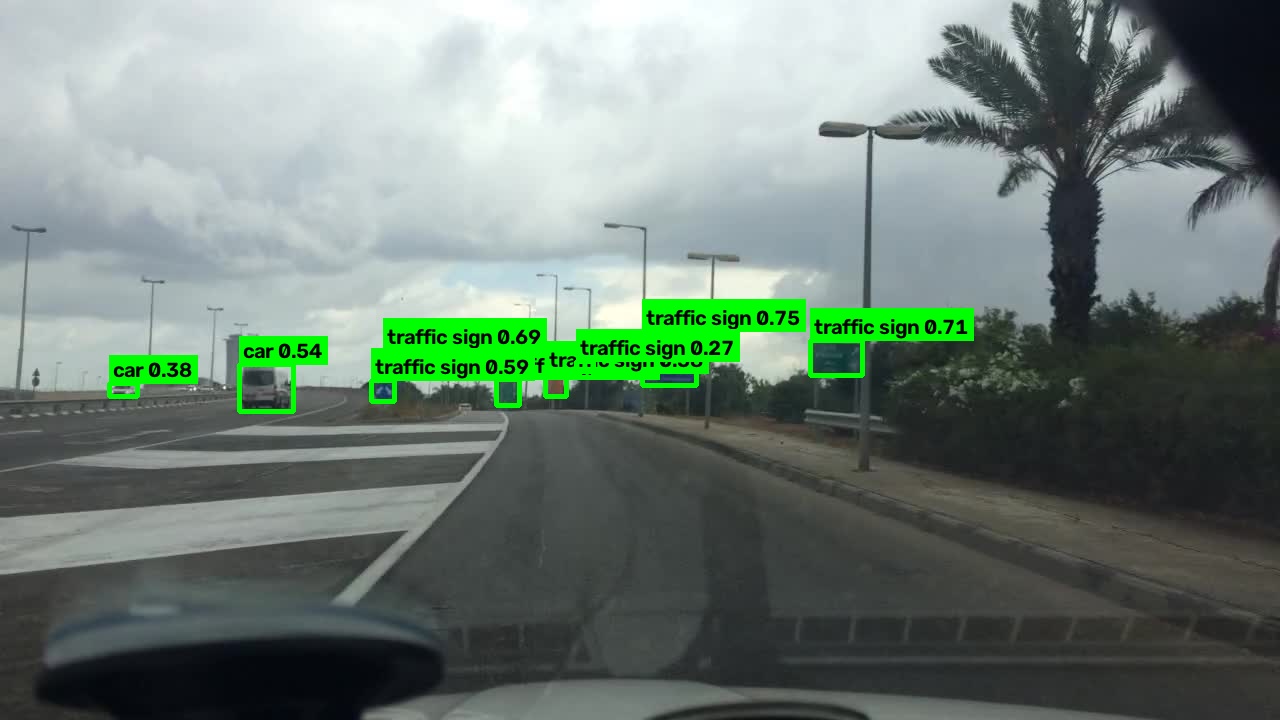 traffic sign 0.75
traffic sign 0.71
traffic sign 0.69
traffic sign 0.27
car 0.54
traffic sign 0.59
car 0.38